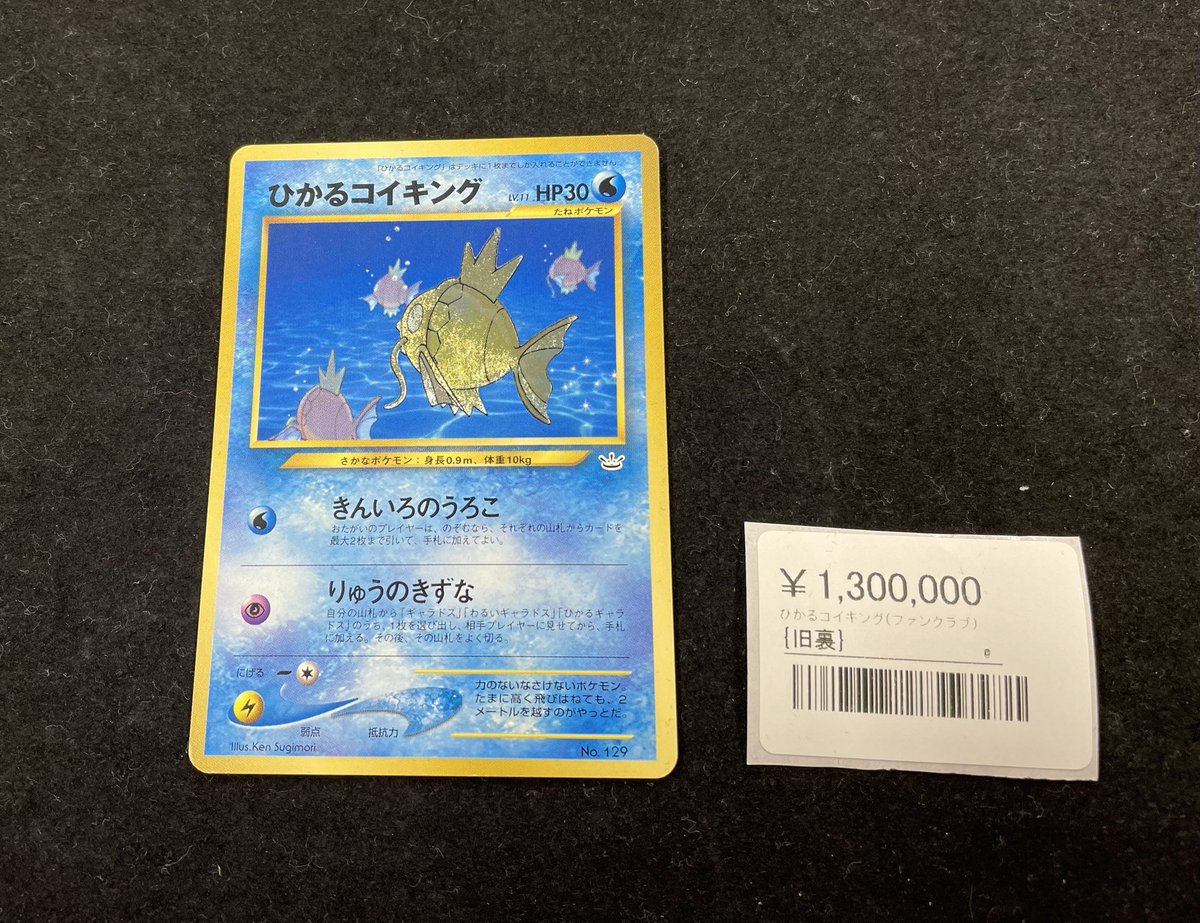 「ひかるコイキング」はデッキに1枚までしか入れることができません。
ひかるコイキング LV.11 HP30
たねポケモン
さかなポケモン：身長0.9m、体重10kg
きんいろのうろこ
おたがいのプレイヤーは、のぞむなら、それぞれの山札からカードを
最大2枚まで引いて、手札に加えてよい。
りゅうのきずな
自分の山札から「ギャラドス」「わるいギャラドス」「ひかるギャラ
ドス」のうち、1枚を選び出し、相手プレイヤーに見せてから、手札
に加える。その後、その山札をよく切る。
にげる
弱点 抵抗力
力のないなさけないポケモン。
たまに高く飛びはねても、2
メートルを越すのがやっとだ。
Illus.Ken Sugimori No. 129
¥ 1,300,000
ひかるコイキング(ファンクラブ)
{旧裏}
@